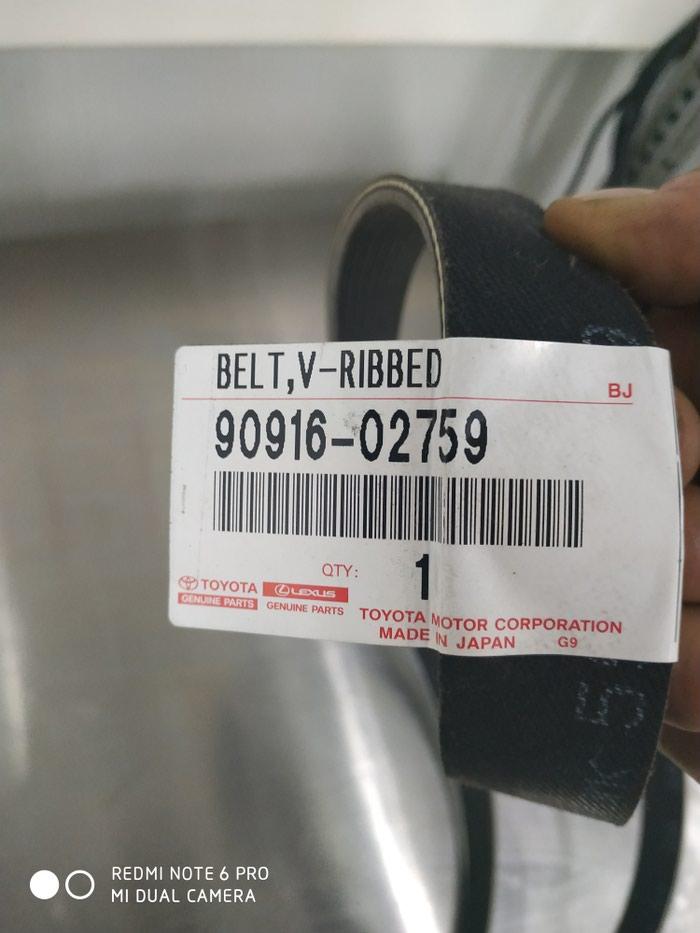 BELT,V-RIBBED
BJ
90916-02759
QTY: 1
TOYOTA
GENUINE PARTS
LEXUS
GENUINE PARTS
TOYOTA MOTOR CORPORATION
MADE IN JAPAN G9
REDMI NOTE 6 PRO
MI DUAL CAMERA